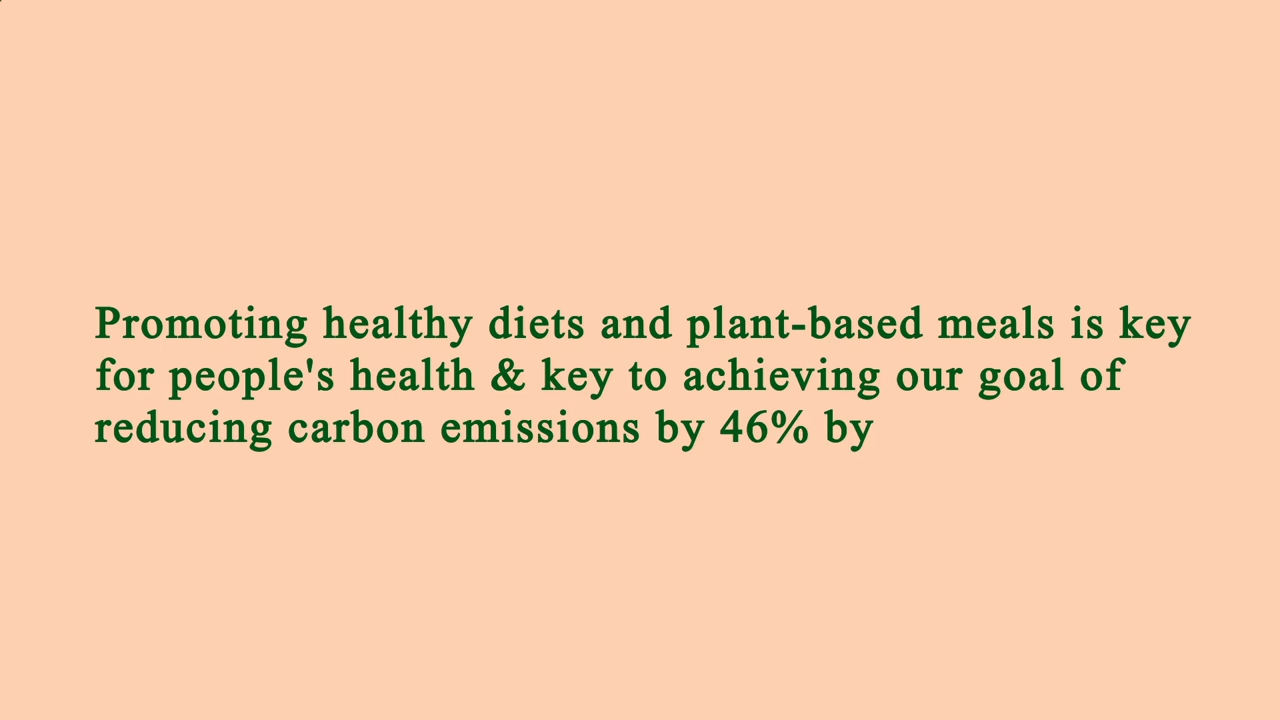 Promoting healthy diets and plant-based meals is key
for people's health & key to achieving our goal of
reducing carbon emissions by 46% by